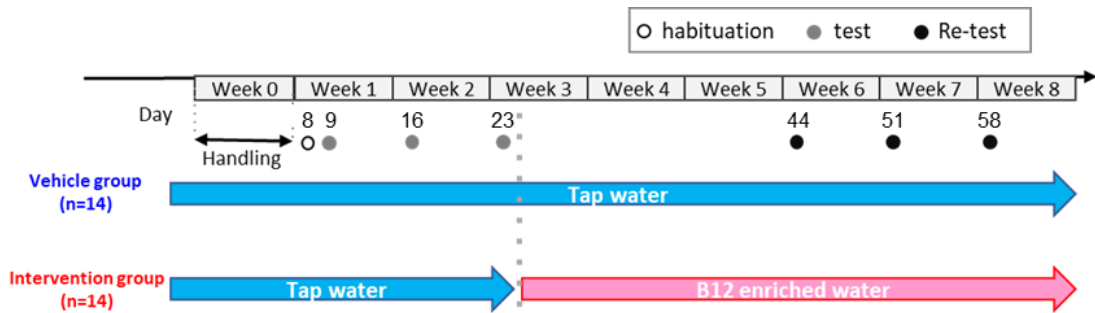 habituation test Re-test
Week 0 Week 1 Week 2 Week 3 Week 4 Week 5 Week 6 Week 7 Week 8
Day 8 9 16 23 44 51 58
Handling
Vehicle group
(n=14)
Tap water
Intervention group
(n=14)
Tap water B12 enriched water